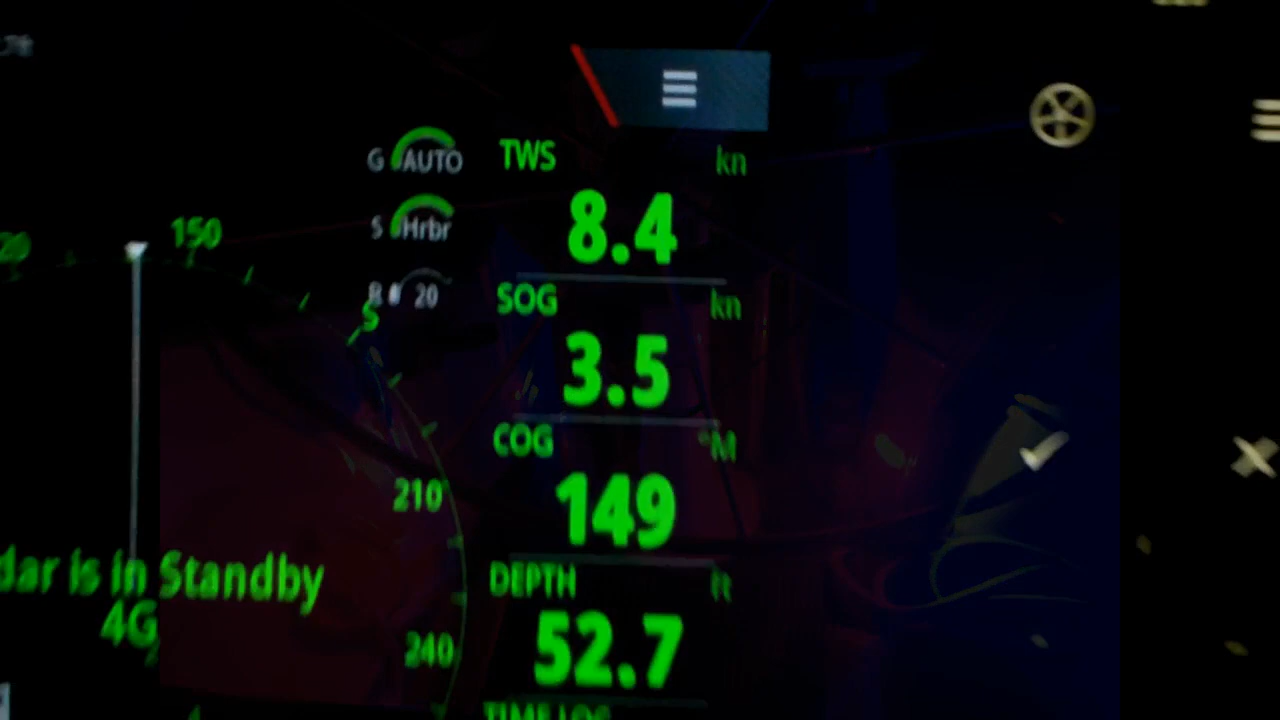 G AUTO
TWS kn
8.4
S Hrbr
150
20
R 20
SOG kn
S
3.5
COG °M
149
210
DEPTH ft
dar is in Standby
4G
52.7
240